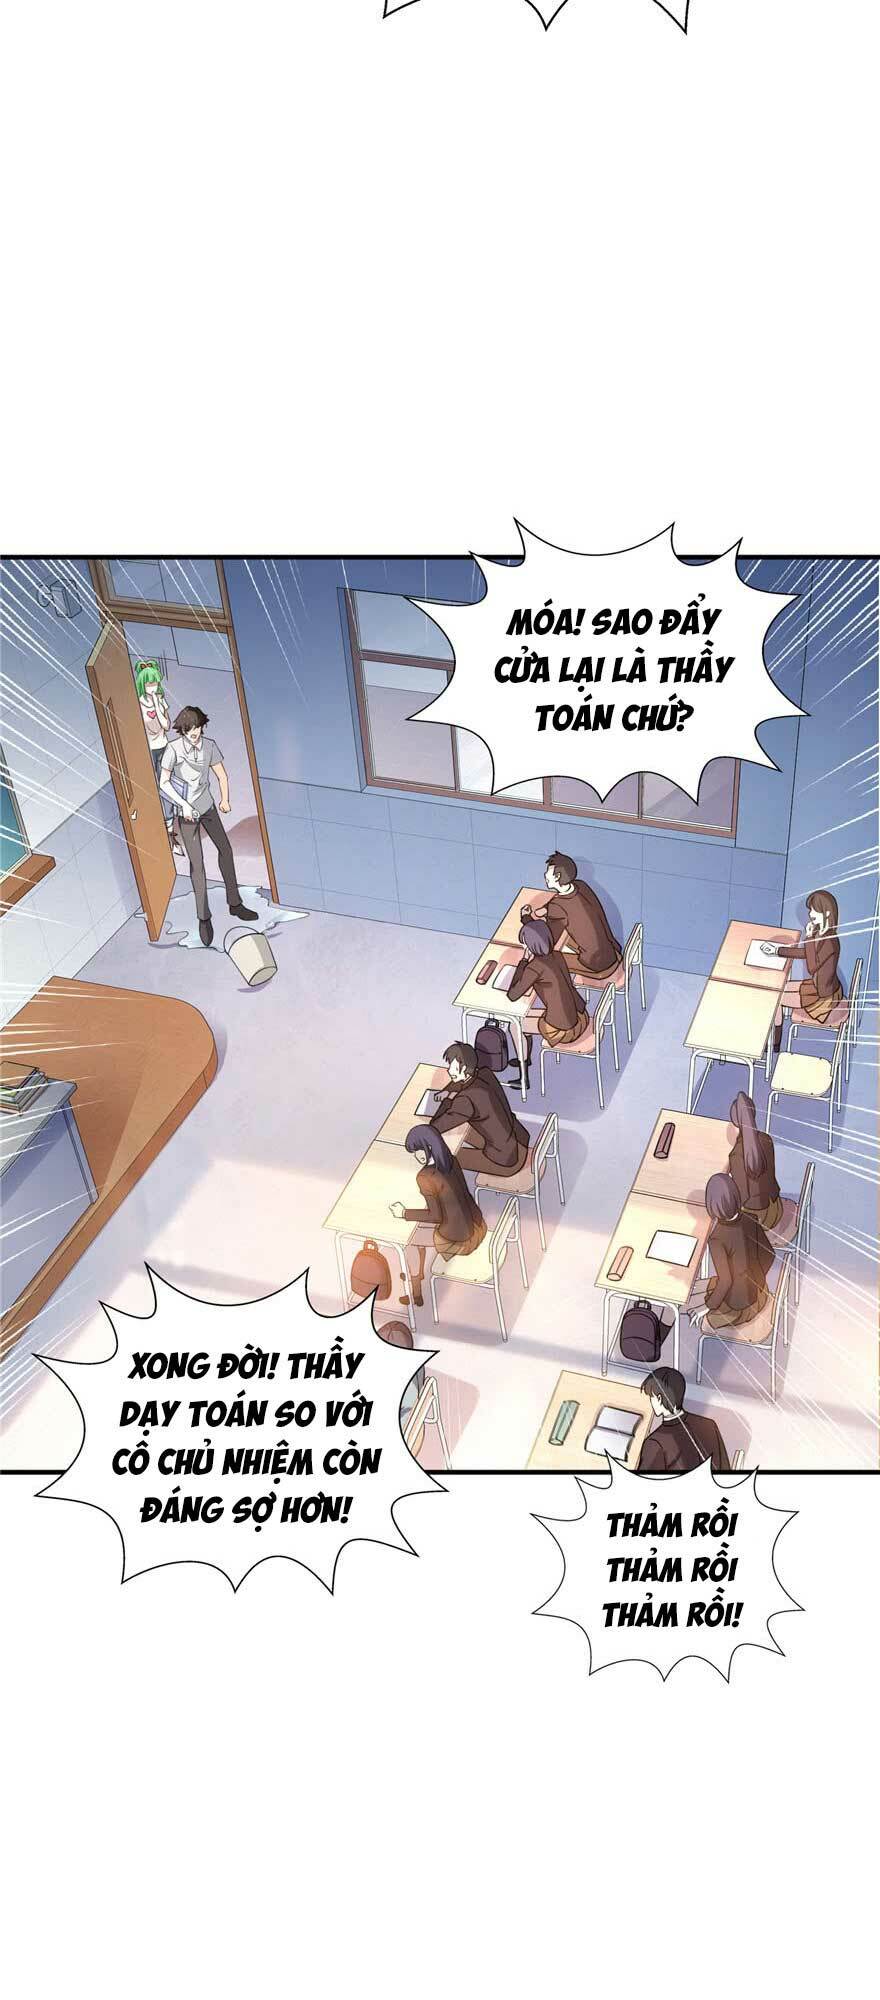 MÓA! SAO ĐẨY
CỬA LẠI LÀ THẦY
TOÁN CHỨ?
XONG ĐỜI! THẦY
DẠY TOÁN SO VỚI
CÔ CHỦ NHIỆM CÒN
ĐÁNG SỢ HƠN!
THẢM RỒI
THẢM RỒI
THẢM RỒI!